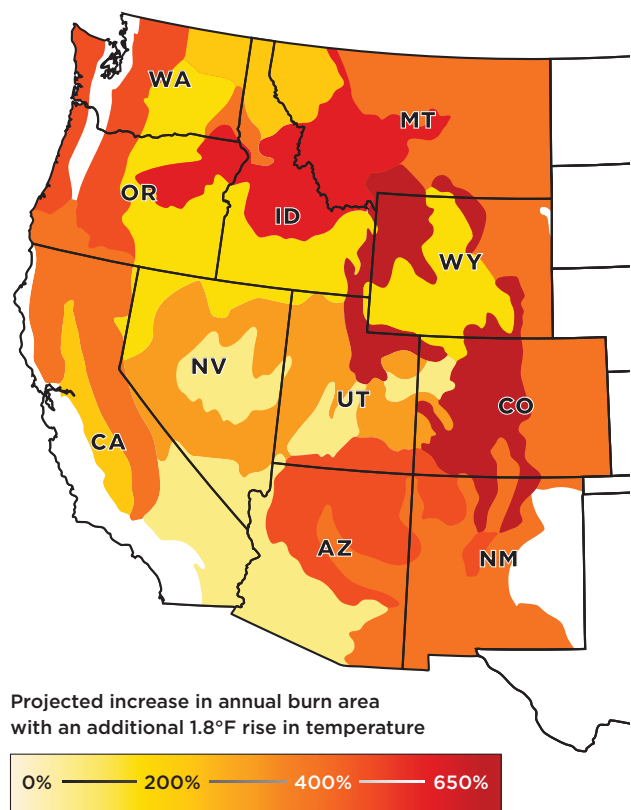 WA
MT
OR
ID
WY
NV
UT
CO
CA
AZ
NM
Projected increase in annual burn area
with an additional 1.8°F rise in temperature
0% 200% 400% 650%